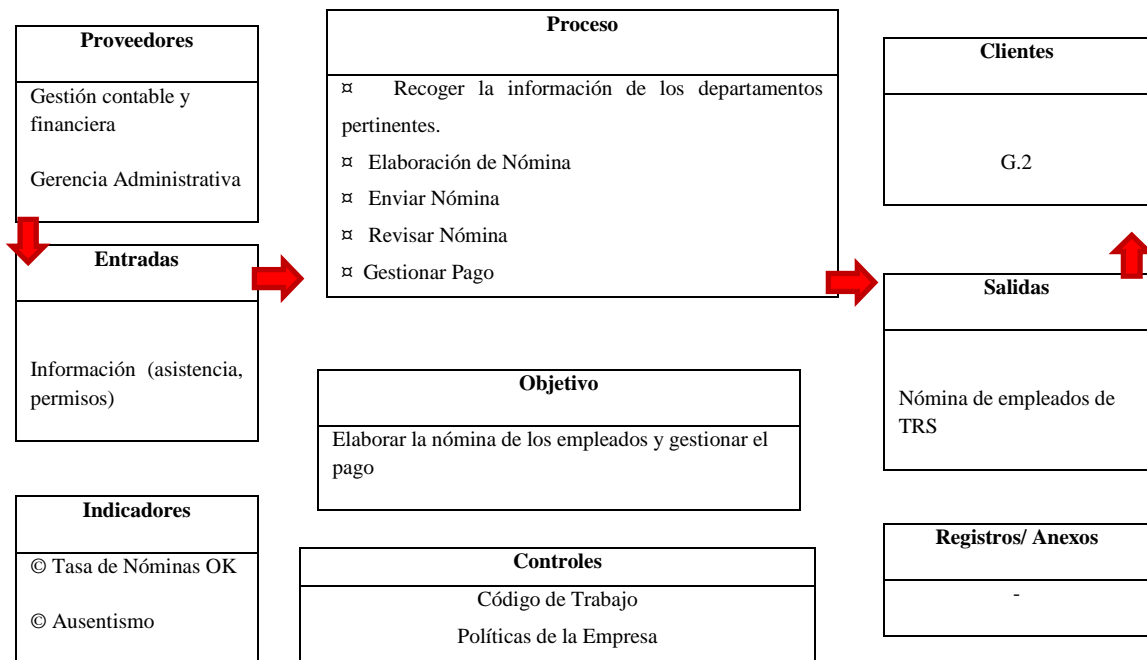 Proveedores
Gestión contable y
financiera
Gerencia Administrativa
Entradas
Información (asistencia,
permisos)
Indicadores
© Tasa de Nóminas OK
© Ausentismo
Proceso
¤ Recoger la información de los departamentos
pertinentes.
¤ Elaboración de Nómina
¤ Enviar Nómina
¤ Revisar Nómina
¤ Gestionar Pago
Objetivo
Elaborar la nómina de los empleados y gestionar el
pago
Controles
Código de Trabajo
Políticas de la Empresa
Clientes
G.2
Salidas
Nómina de empleados de
TRS
Registros/ Anexos
-